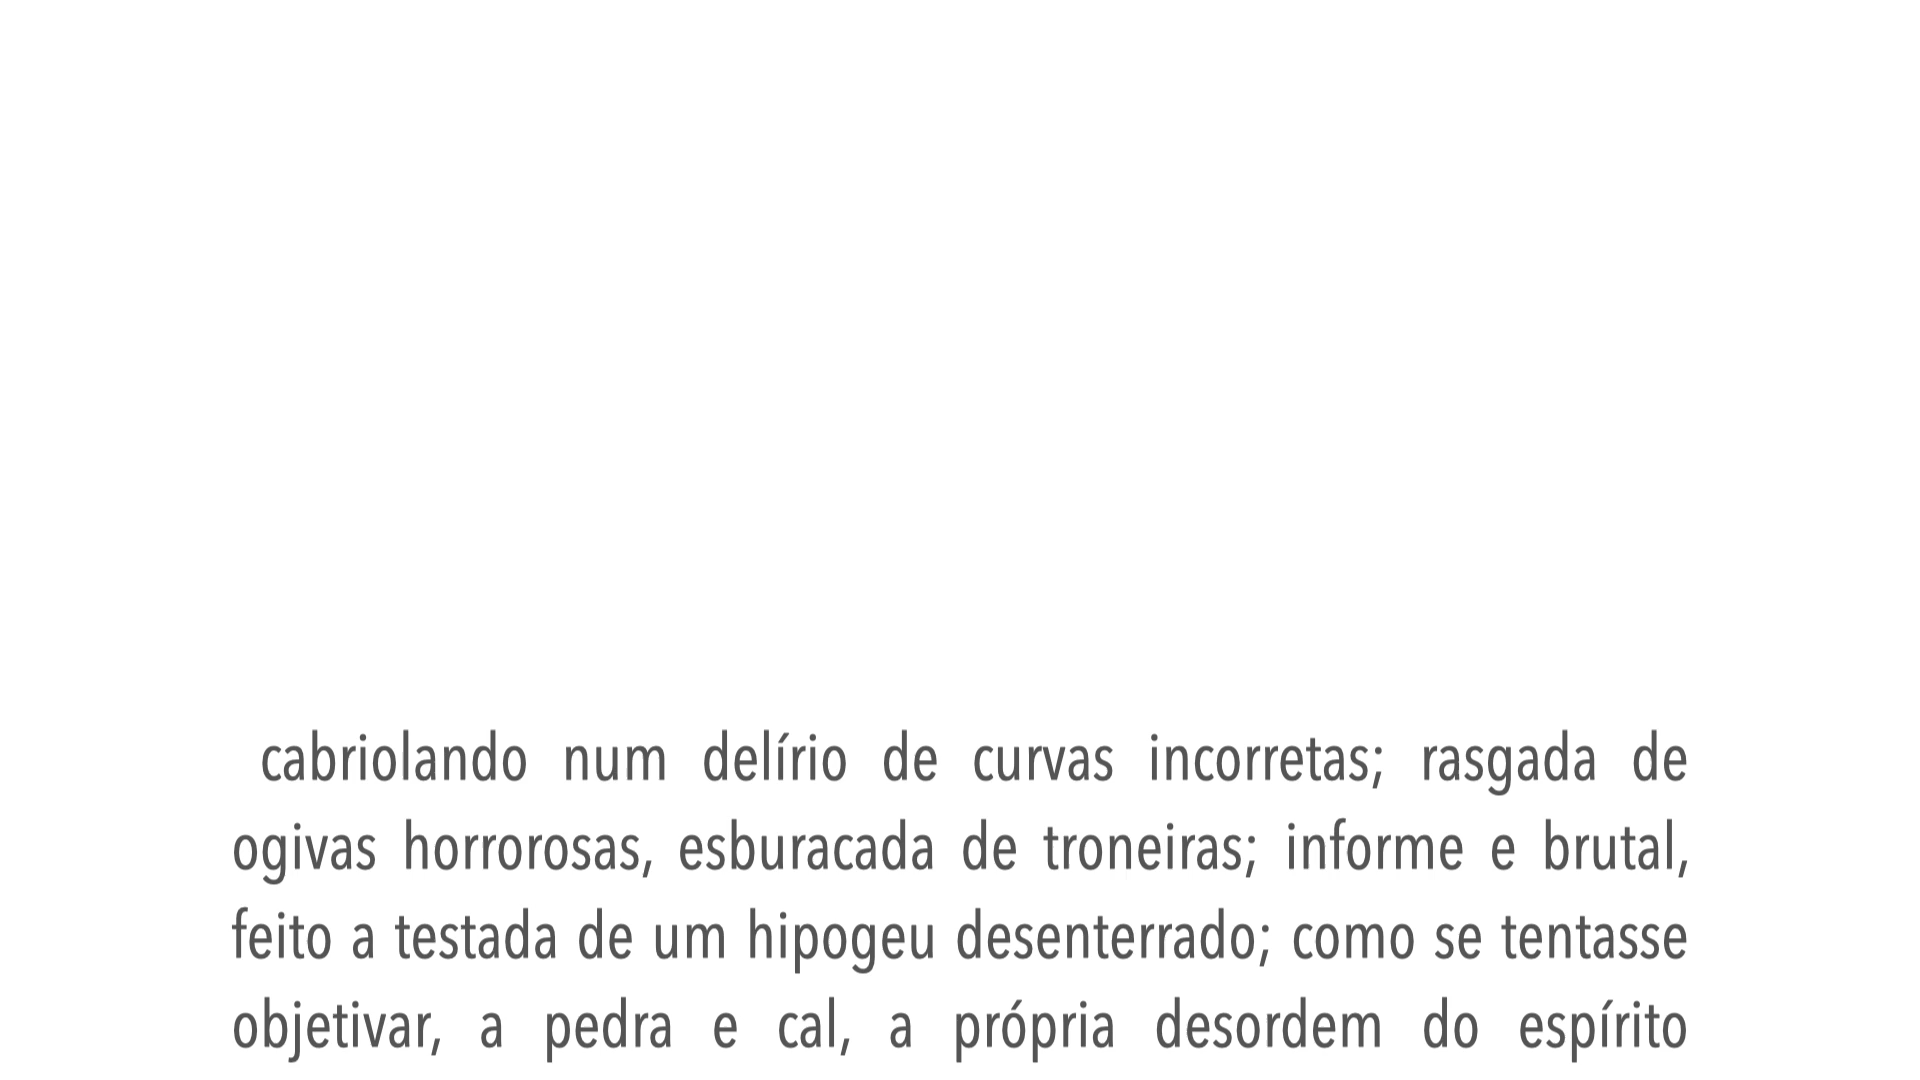 cabriolando num delírio de curvas incorretas; rasgada de
ogivas horrorosas, esburacada de troneiras; informe e brutal,
feito a testada de um hipogeu desenterrado; como se tentasse
objetivar, a pedra e cal, a própria desordem do espírito